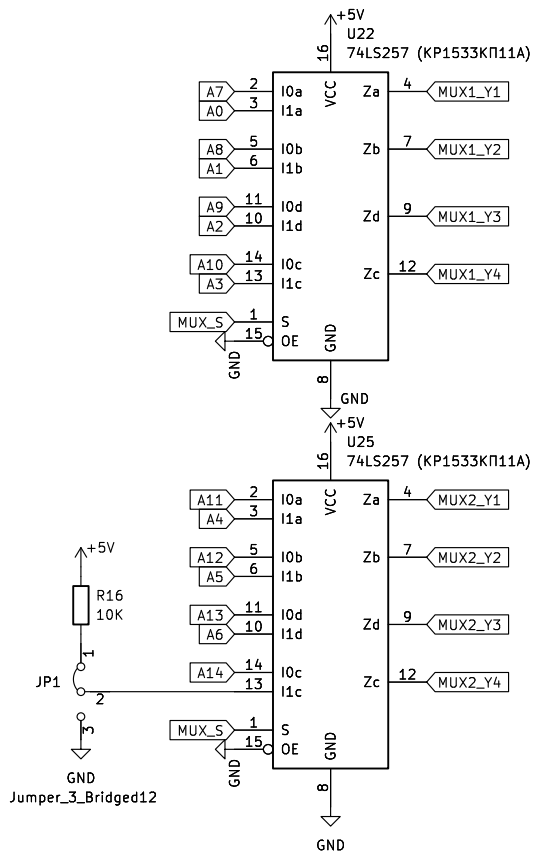 +5V
U22
74LS257 (КР1533КП11А)
16
VCC
A7 2 I0a Za 4 MUX1_Y1
A0 3 I1a
A8 5 I0b Zb 7 MUX1_Y2
A1 6 I1b
A9 11 I0d Zd 9 MUX1_Y3
A2 10 I1d
A10 14 I0c Zc 12 MUX1_Y4
A3 13 I1c
MUX_S 1 S
GND 15 OE
GND
8
GND
+5V
U25
74LS257 (КР1533КП11А)
16
VCC
A11 2 I0a Za 4 MUX2_Y1
A4 3 I1a
A12 5 I0b Zb 7 MUX2_Y2
A5 6 I1b
A13 11 I0d Zd 9 MUX2_Y3
A6 10 I1d
A14 14 I0c Zc 12 MUX2_Y4
13 I1c
MUX_S 1 S
GND 15 OE
GND
8
GND
+5V
R16
10K
1
JP1
2
3
GND
Jumper_3_Bridged12